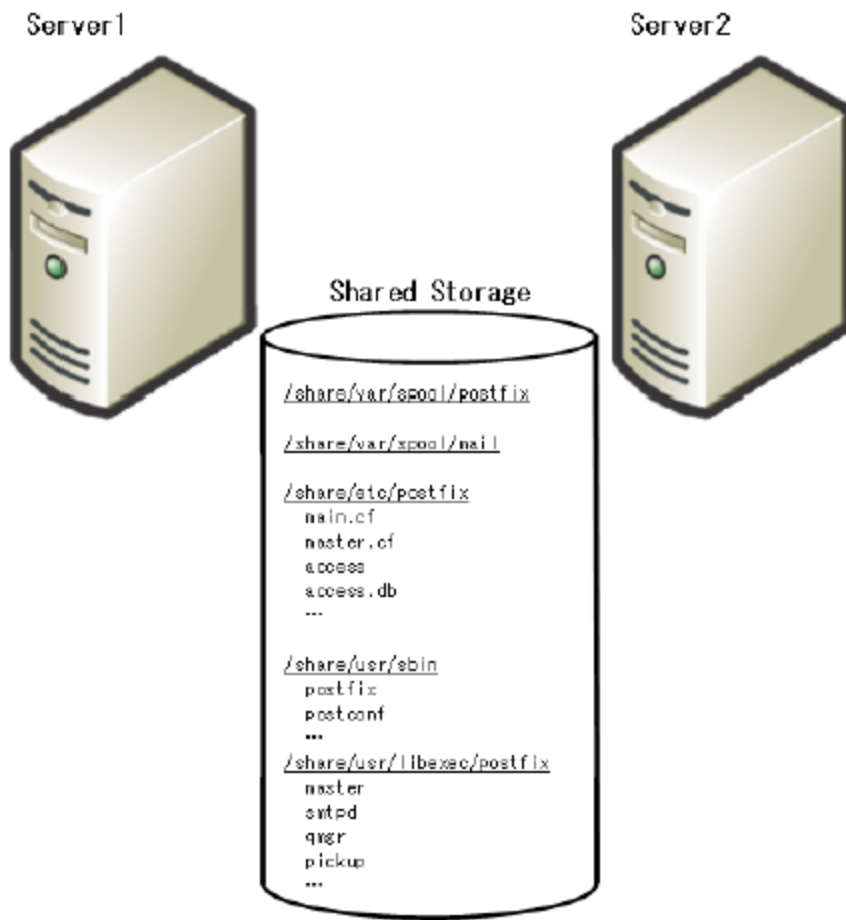 Server1
Server2
Shared Storage
/share/var/spool/postfix
/share/var/spool/mail
/share/etc/postfix
main.cf
master.cf
access
access.db
...
/share/usr/sbin
postfix
postconf
...
/share/usr/libexec/postfix
master
smtpd
qmgr
pickup
...